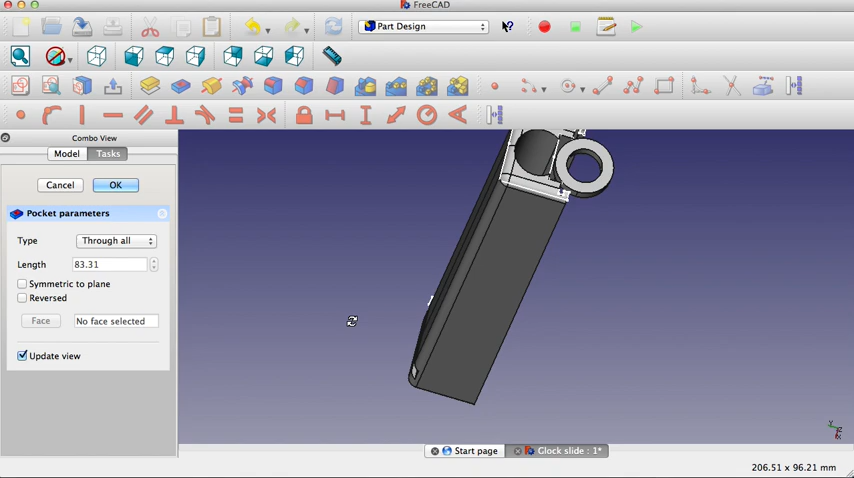 FreeCAD
Part Design
Combo View
Model
Tasks
Cancel
OK
Pocket parameters
Type
Through all
Length
83.31
Symmetric to plane
Reversed
Face
No face selected
Update view
Start page
Glock slide : 1*
206.51 x 96.21 mm